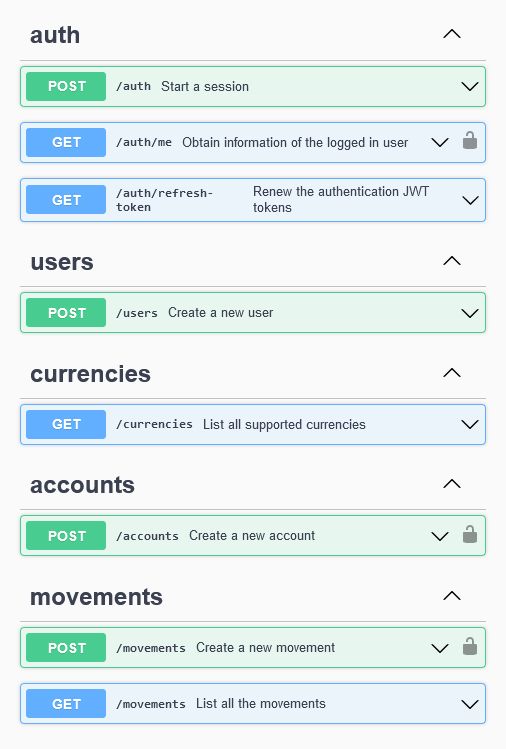 auth
POST /auth Start a session
GET /auth/me Obtain information of the logged in user
GET /auth/refresh- Renew the authentication JWT
token tokens
users
POST /users Create a new user
currencies
GET /currencies List all supported currencies
accounts
POST /accounts Create a new account
movements
POST /movements Create a new movement
GET /movements List all the movements